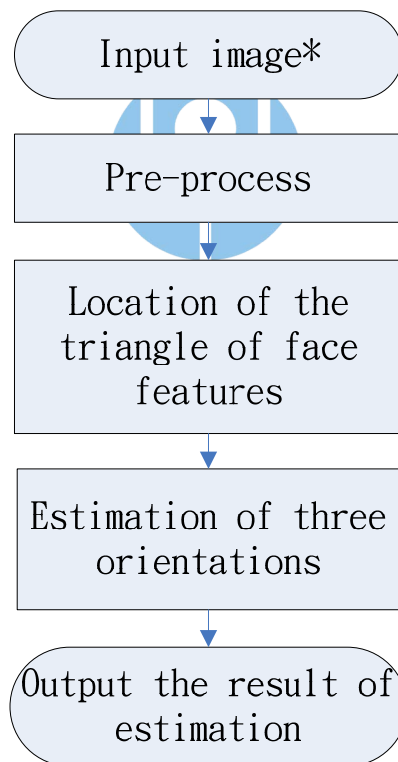 Input image*
Pre-process
Location of the
triangle of face
features
Estimation of three
orientations
Output the result of
estimation